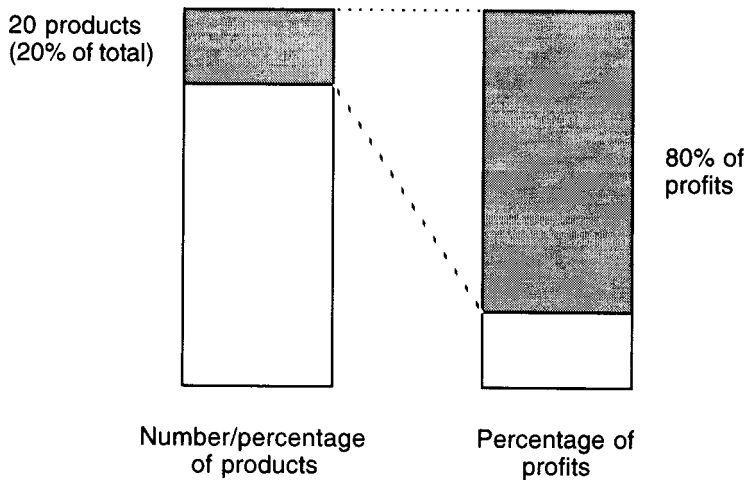 20 products
(20% of total)
80% of
profits
Number/percentage
of products
Percentage of
profits